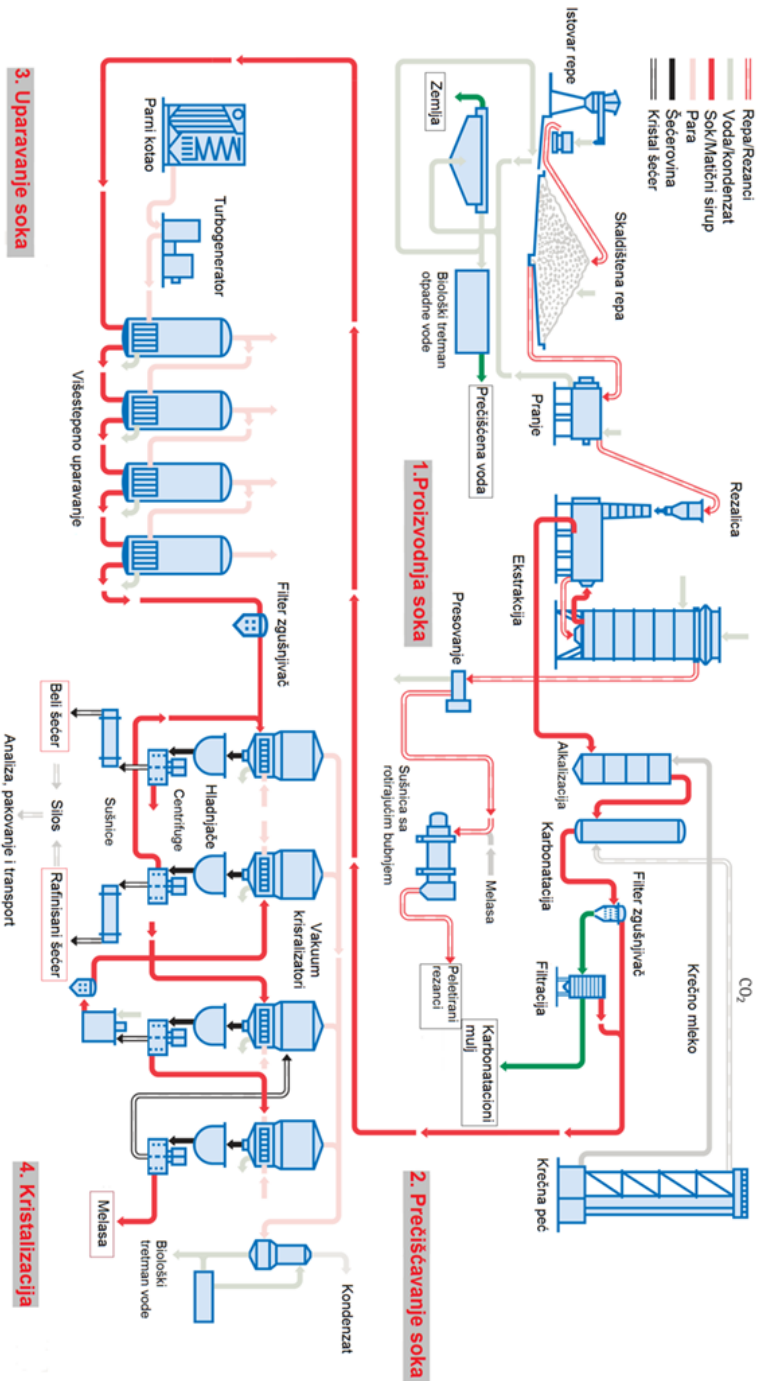 Repa/Rezanci
Voda/kondenzat
Sok/Matični sirup
Para
Šećerovina
Kristal šećer
Istovar repe
Skaldištena repa
Pranje
Rezalica
Ekstrakcija
Zemlja
Biološki tretman
otpadne vode
Prečišćena voda
1.Proizvodnja soka
Presovanje
Sušnica sa
rotirajućim bubnjem
Melasa
Peletirani
rezanci
Alkalizacija
Karbonatacija
Filter zgušnjivač
Filtracija
Karbonatacioni
mulj
CO2
Krečno mleko
Krečna peć
2. Prečišćavanje soka
Parni kotao
Turbogenerator
Višestepeno uparavanje
3. Uparavanje soka
Filter zgušnjivač
Vakuum
krisralizatori
Hladnjače
Centrifuge
Sušnice
Beli šećer
Silos
Rafinisani šećer
Analiza, pakovanje i transport
Melasa
Kondenzat
Biološki
tretman vode
4. Kristalizacija